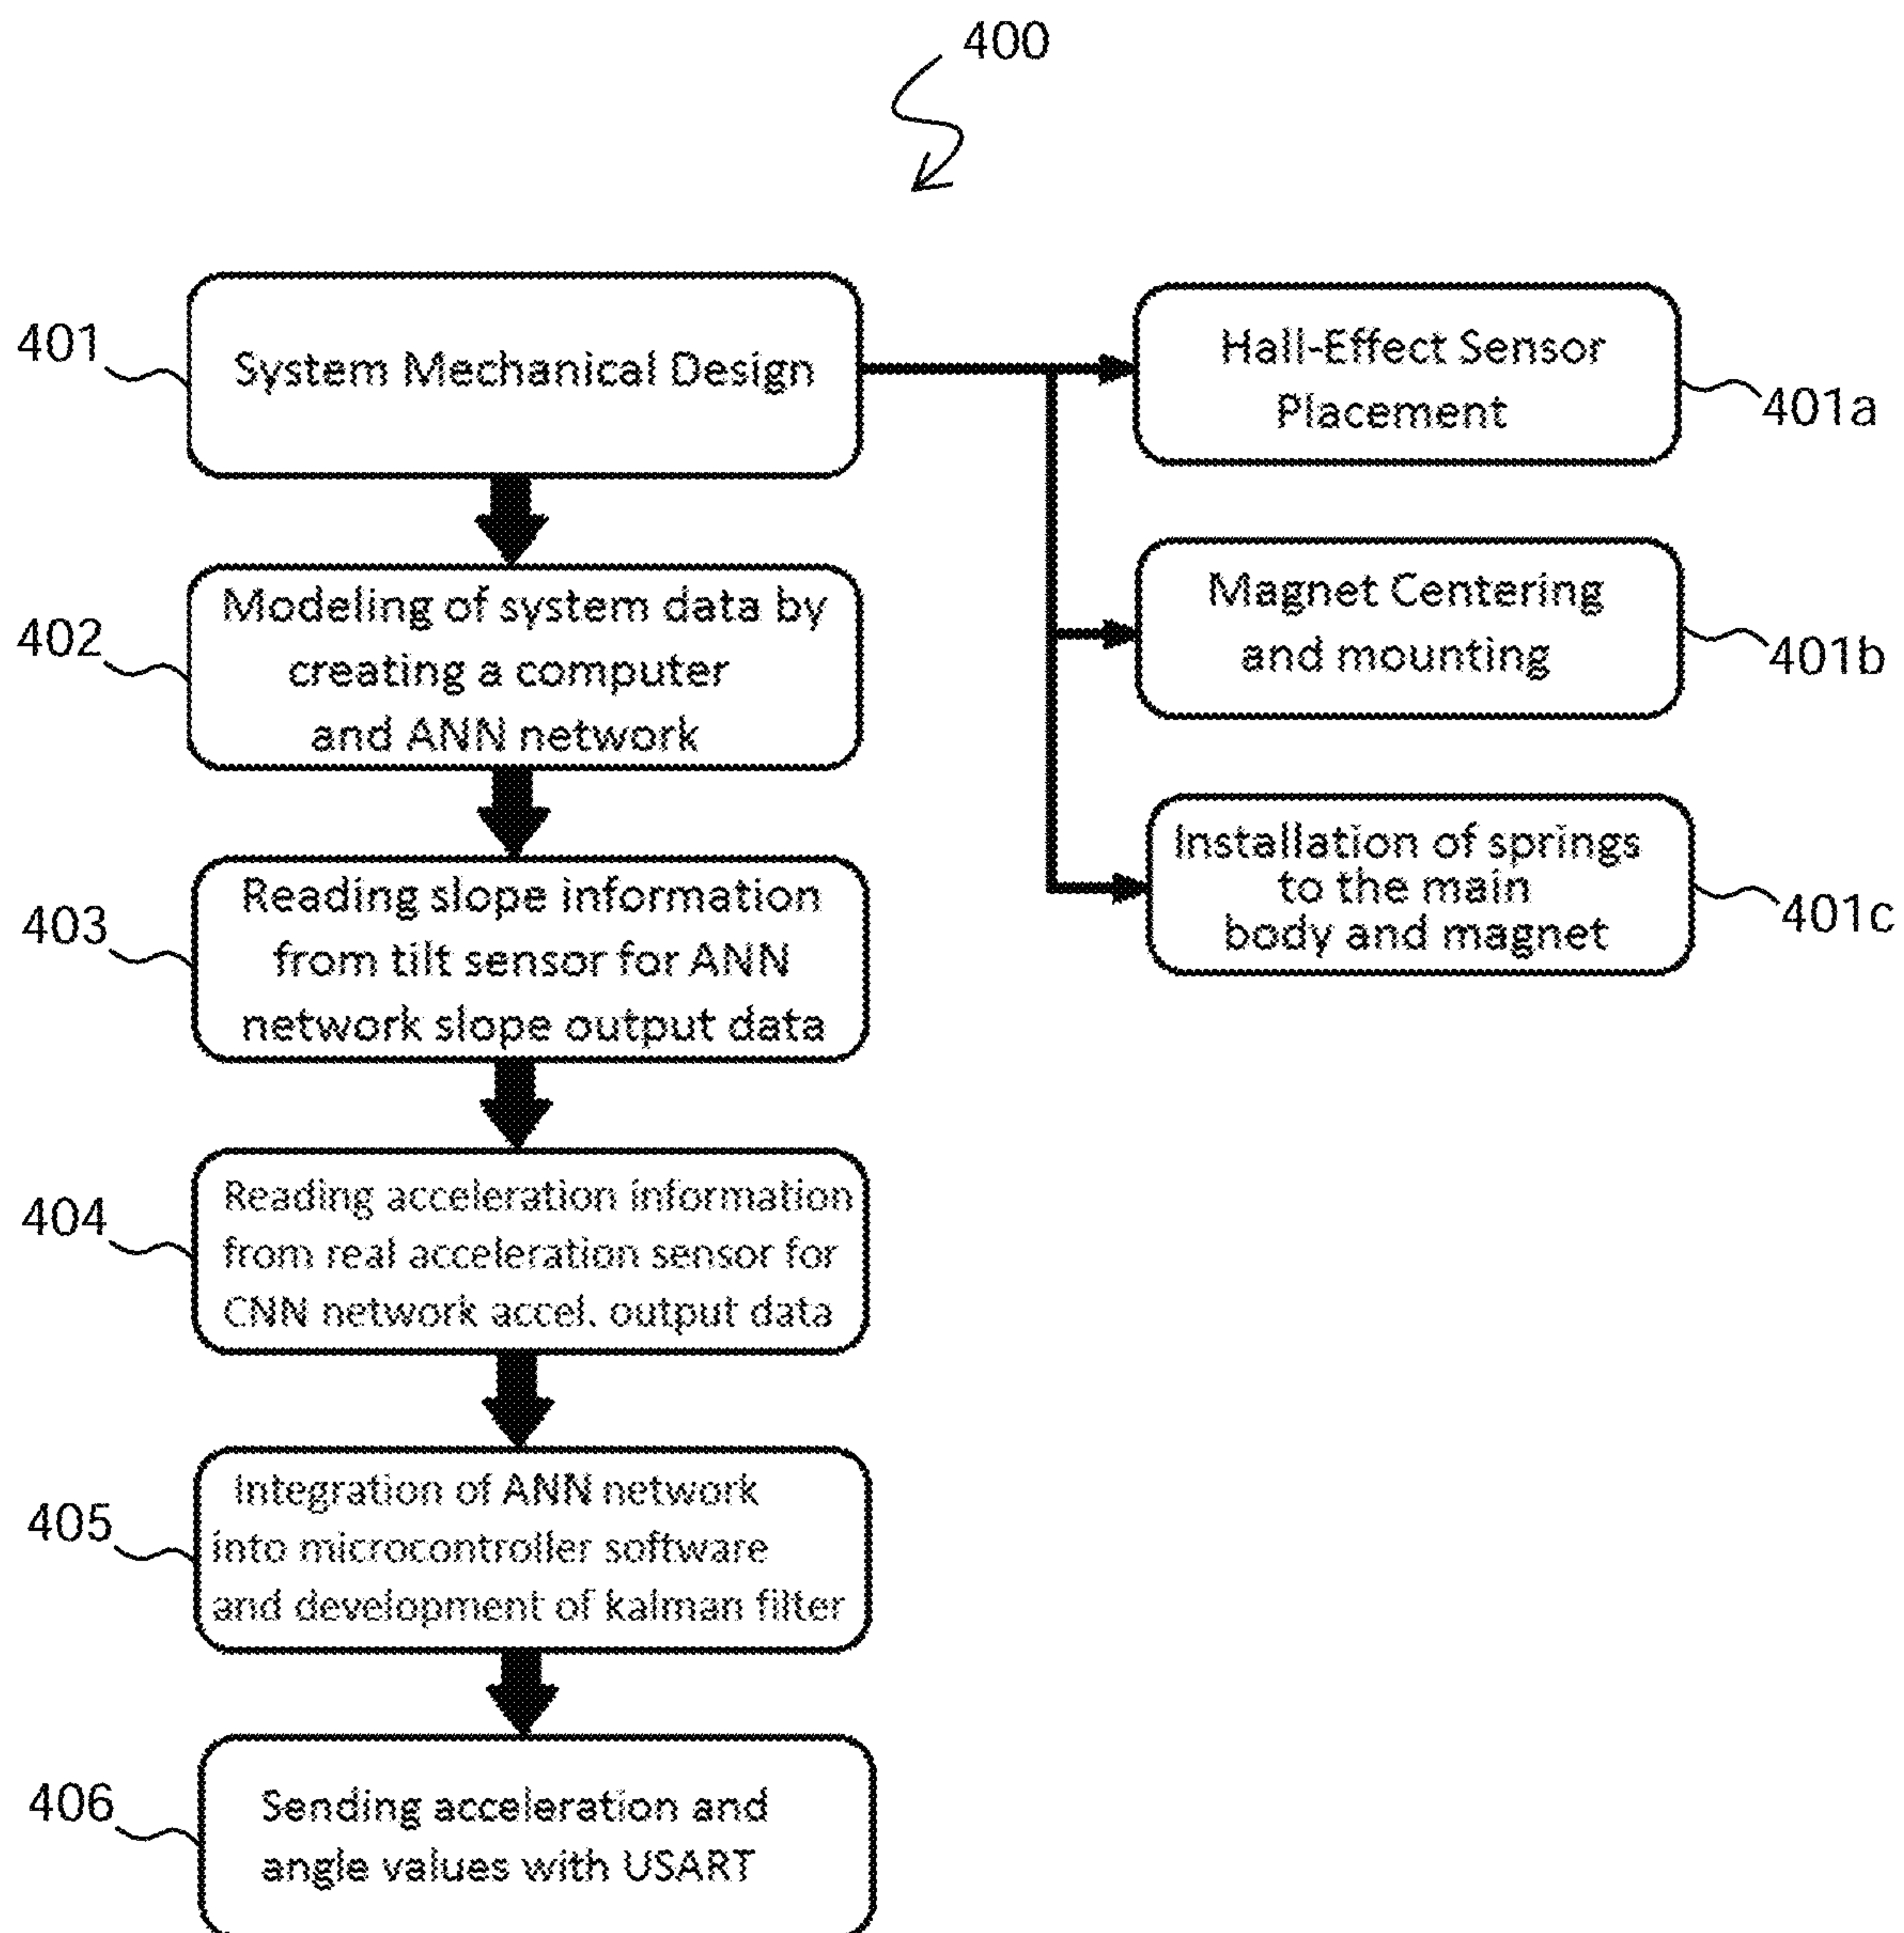 400
401
System Mechanical Design
Hall-Effect Sensor
Placement
401a
402
Modeling of system data by
creating a computer
and ANN network
Magnet Centering
and mounting
401b
403
Reading slope information
from tilt sensor for ANN
network slope output data
Installation of springs
to the main
body and magnet
401c
404
Reading acceleration information
from real acceleration sensor for
CNN network accel. output data
405
Integration of ANN network
into microcontroller software
and development of kalman filter
406
Sending acceleration and
angle values with USART